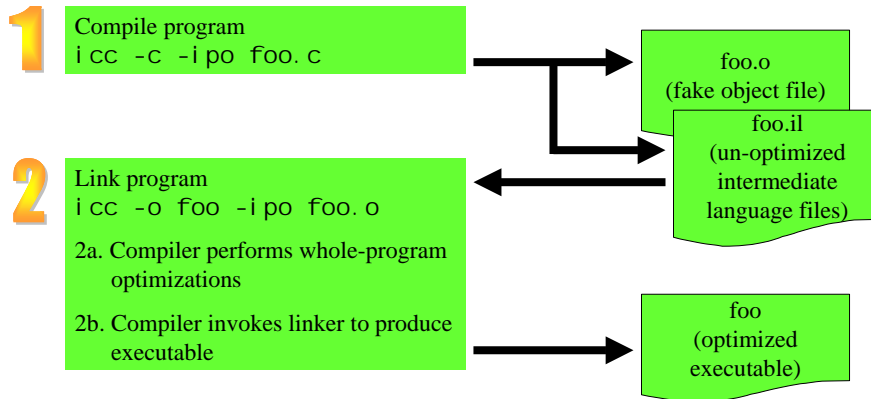 1
Compile program
icc -c -ipo foo.c
foo.o
(fake object file)
foo.il
(un-optimized
intermediate
language files)
2
Link program
icc -o foo -ipo foo.o
2a. Compiler performs whole-program
optimizations
2b. Compiler invokes linker to produce
executable
foo
(optimized
executable)